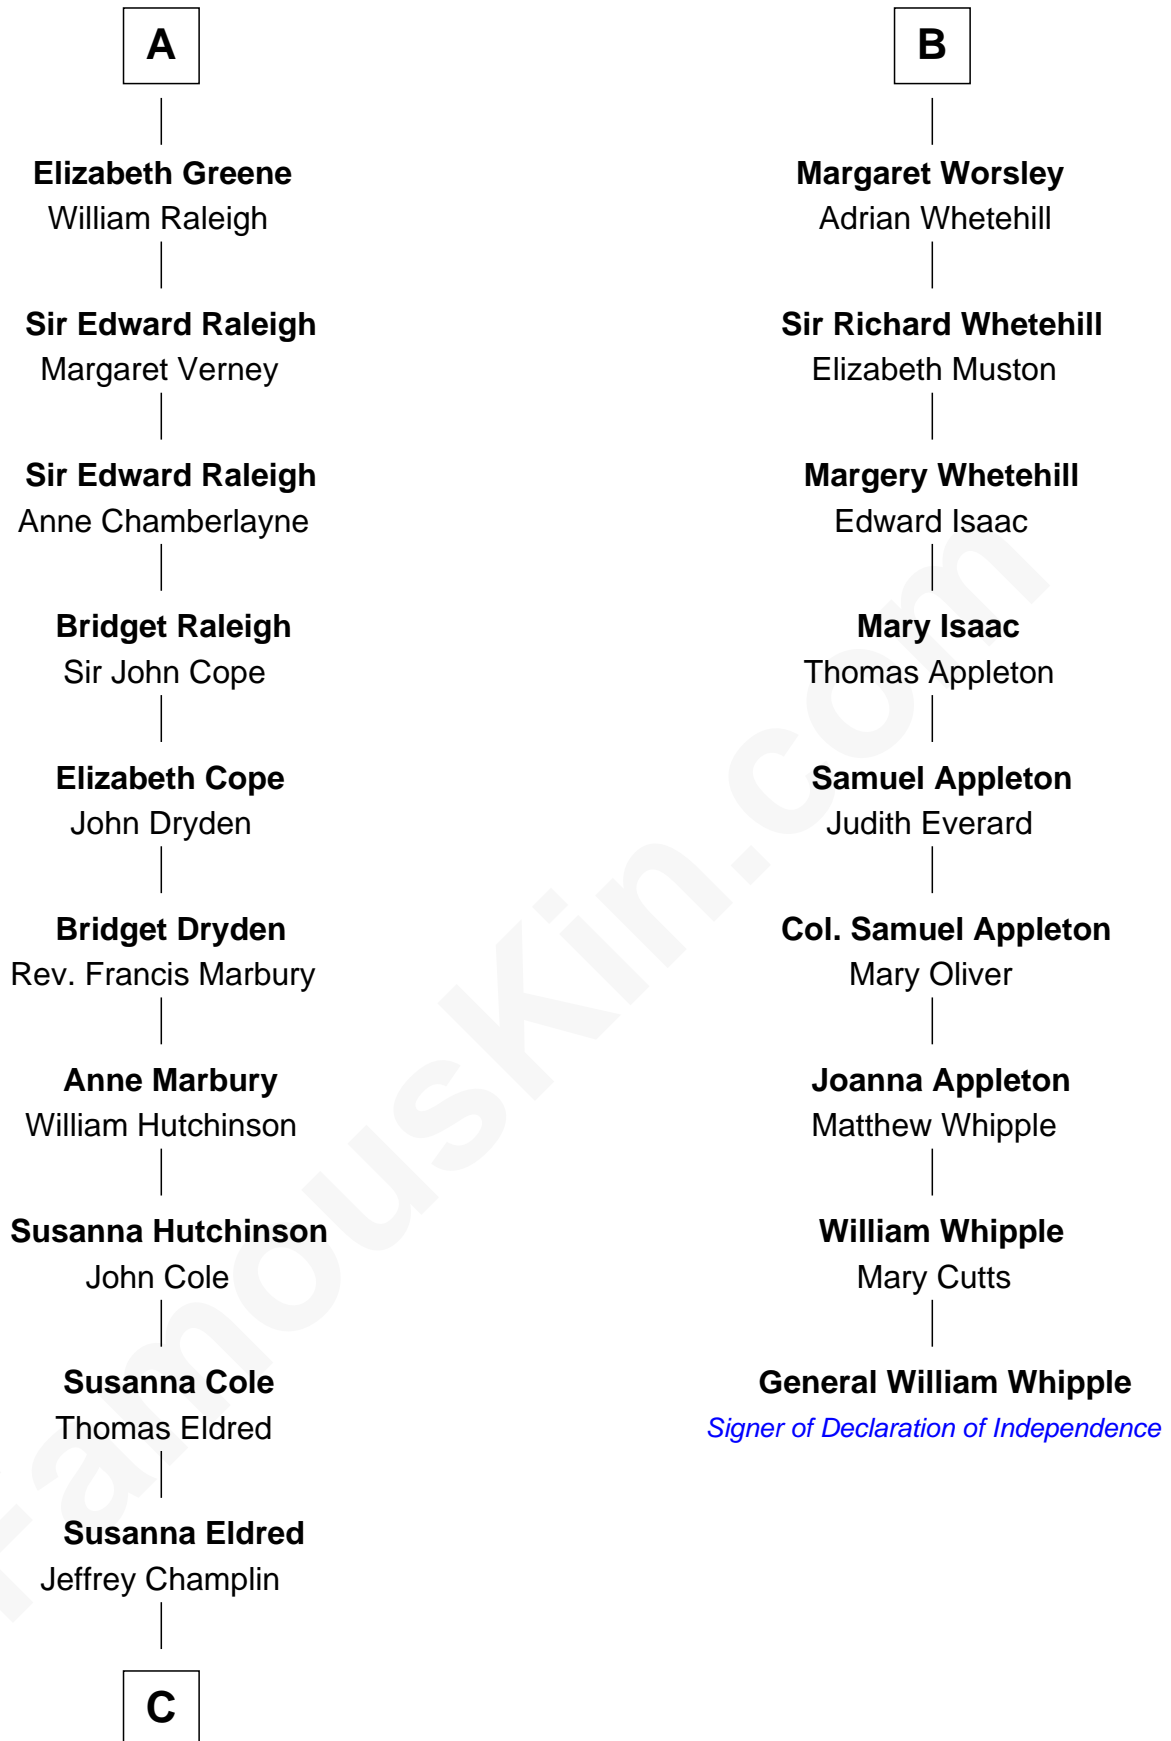 A
Elizabeth Greene
William Raleigh
Sir Edward Raleigh
Margaret Verney
Sir Edward Raleigh
Anne Chamberlayne
Bridget Raleigh
Sir John Cope
Elizabeth Cope
John Dryden
Bridget Dryden
Rev. Francis Marbury
Anne Marbury
William Hutchinson
Susanna Hutchinson
John Cole
Susanna Cole
Thomas Eldred
Susanna Eldred
Jeffrey Champlin
C
B
Margaret Worsley
Adrian Whetehill
Sir Richard Whetehill
Elizabeth Muston
Margery Whetehill
Edward Isaac
Mary Isaac
Thomas Appleton
Samuel Appleton
Judith Everard
Col. Samuel Appleton
Mary Oliver
Joanna Appleton
Matthew Whipple
William Whipple
Mary Cutts
General William Whipple
Signer of Declaration of Independence
FamousKin.com